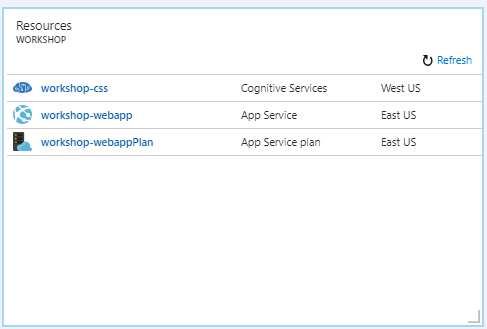 Resources
WORKSHOP
Refresh
workshop-css Cognitive Services West US
workshop-webapp App Service East US
workshop-webappPlan App Service plan East US